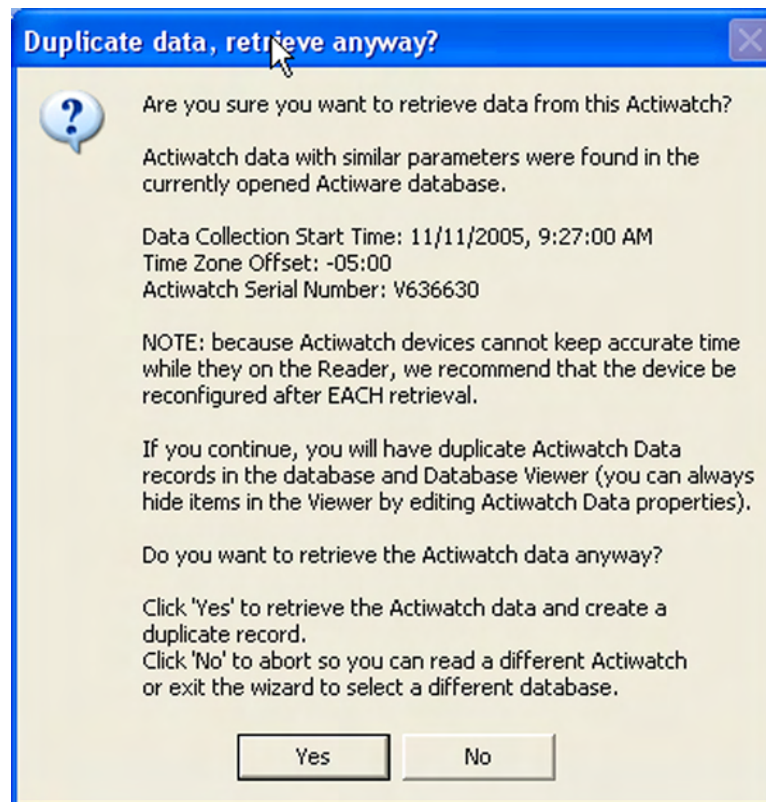 Duplicate data, retrieve anyway?
Are you sure you want to retrieve data from this Actiwatch?
Actiwatch data with similar parameters were found in the
currently opened Actiware database.
Data Collection Start Time: 11/11/2005, 9:27:00 AM
Time Zone Offset: -05:00
Actiwatch Serial Number: V636630
NOTE: because Actiwatch devices cannot keep accurate time
while they on the Reader, we recommend that the device be
reconfigured after EACH retrieval.
If you continue, you will have duplicate Actiwatch Data
records in the database and Database Viewer (you can always
hide items in the Viewer by editing Actiwatch Data properties).
Do you want to retrieve the Actiwatch data anyway?
Click 'Yes' to retrieve the Actiwatch data and create a
duplicate record.
Click 'No' to abort so you can read a different Actiwatch
or exit the wizard to select a different database.
Yes
No